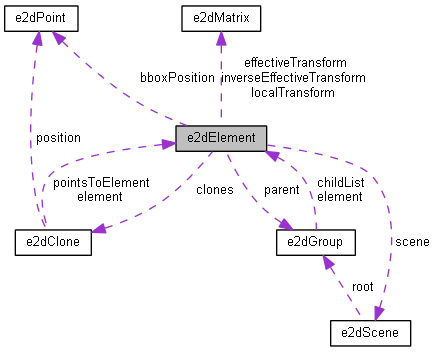 e2dPoint
e2dMatrix
effectiveTransform
bboxPosition
inverseEffectiveTransform
localTransform
e2dElement
position
pointsToElement
element
clones
parent
childList
element
e2dClone
e2dGroup
scene
root
e2dScene